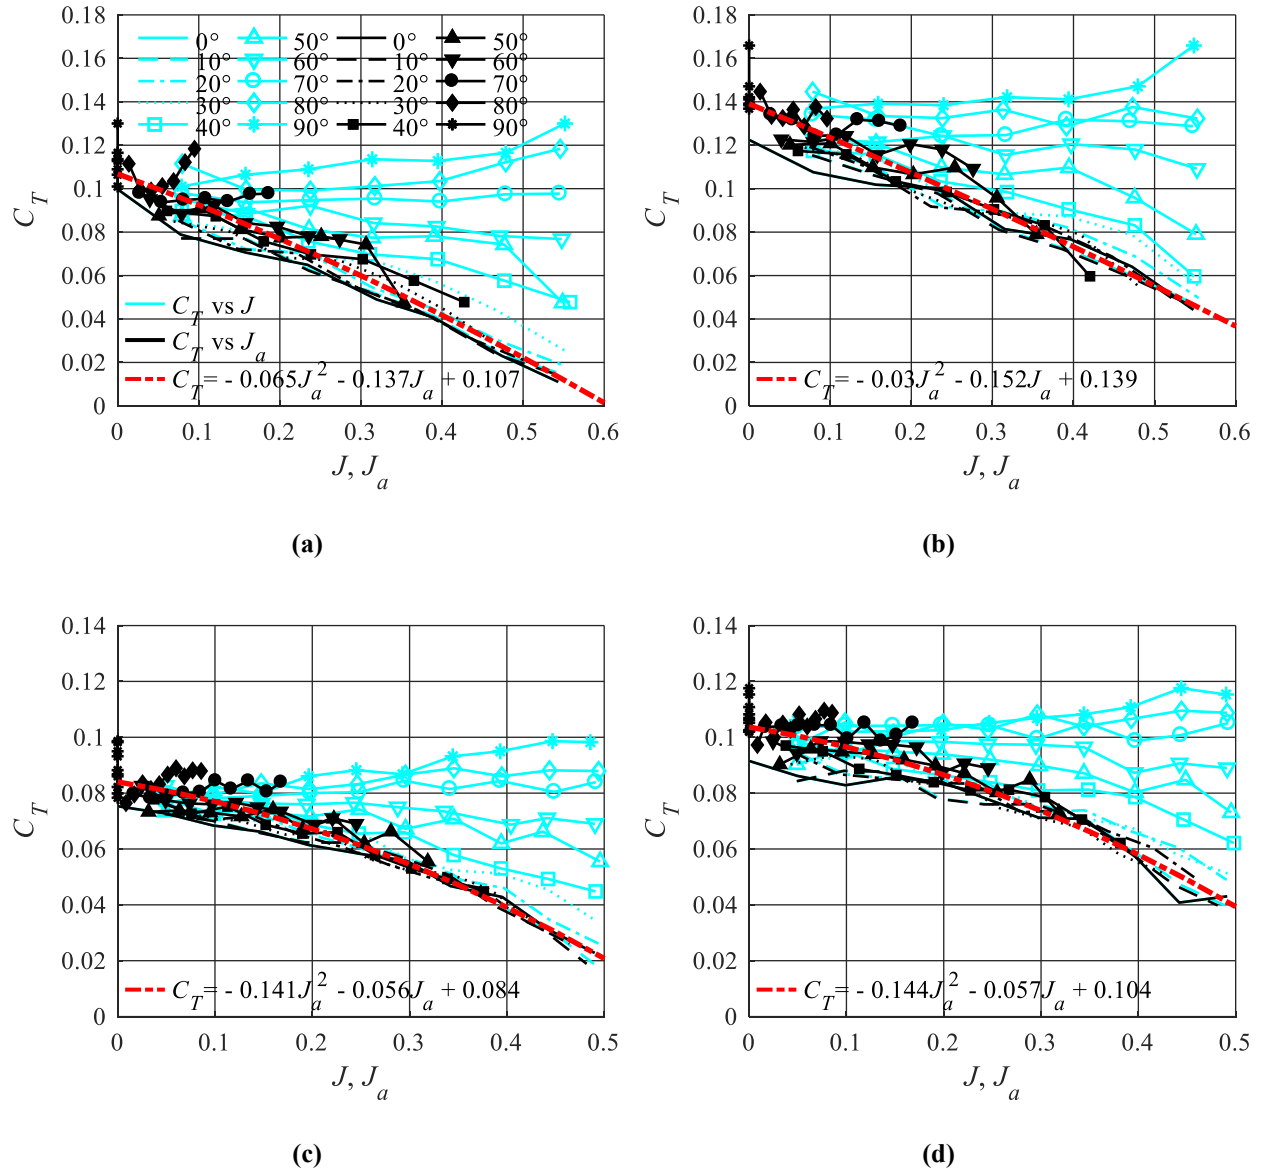 0.18
0.16
0.14
0.12
0.1
0.08
0.06
0.04
0.02
0
C_T
0° 50° 0° 50°
10° 60° 10° 60°
20° 70° 20° 70°
30° 80° 30° 80°
40° 90° 40° 90°
C_T vs J
C_T vs J_a
C_T = - 0.065J_a^2 - 0.137J_a + 0.107
0 0.1 0.2 0.3 0.4 0.5 0.6
J, J_a
(a)
0.18
0.16
0.14
0.12
0.1
0.08
0.06
0.04
0.02
0
C_T
C_T = - 0.03J_a^2 - 0.152J_a + 0.139
0 0.1 0.2 0.3 0.4 0.5 0.6
J, J_a
(b)
0.14
0.12
0.1
0.08
0.06
0.04
0.02
0
C_T
C_T = - 0.141J_a^2 - 0.056J_a + 0.084
0 0.1 0.2 0.3 0.4 0.5
J, J_a
(c)
0.14
0.12
0.1
0.08
0.06
0.04
0.02
0
C_T
C_T = - 0.144J_a^2 - 0.057J_a + 0.104
0 0.1 0.2 0.3 0.4 0.5
J, J_a
(d)